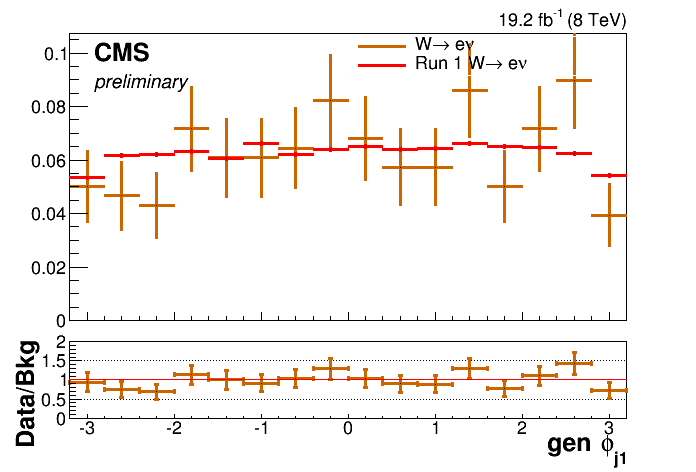 19.2 fb⁻¹ (8 TeV)
CMS
preliminary
W→ eν
Run 1 W→ eν
0.1
0.08
0.06
0.04
0.02
0
Data/Bkg
2
1.5
1
0.5
0
-3 -2 -1 0 1 2 3
gen ϕj1